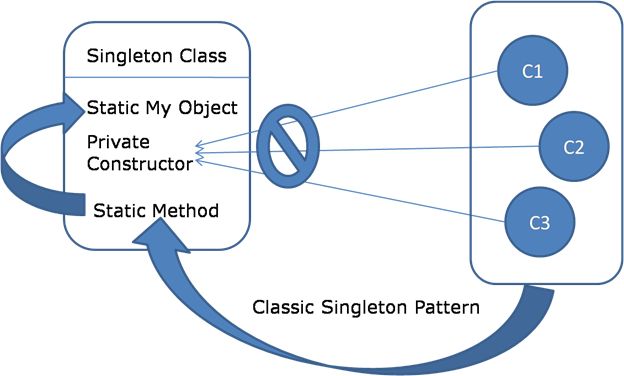 Singleton Class
Static My Object
Private
Constructor
Static Method
C1
C2
C3
Classic Singleton Pattern